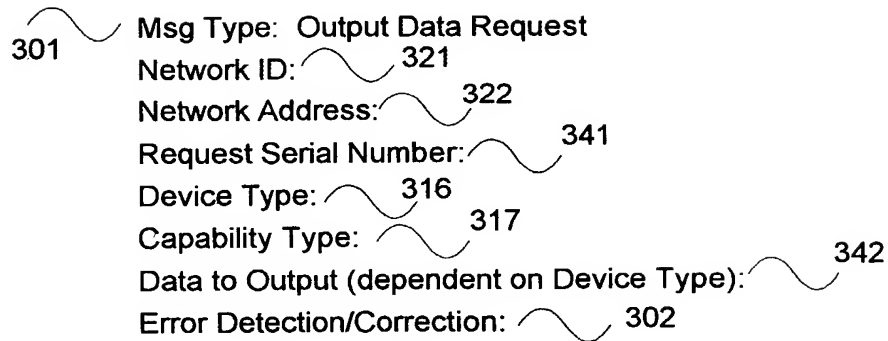 301 Msg Type: Output Data Request
Network ID: 321
Network Address: 322
Request Serial Number: 341
Device Type: 316
Capability Type: 317
Data to Output (dependent on Device Type): 342
Error Detection/Correction: 302